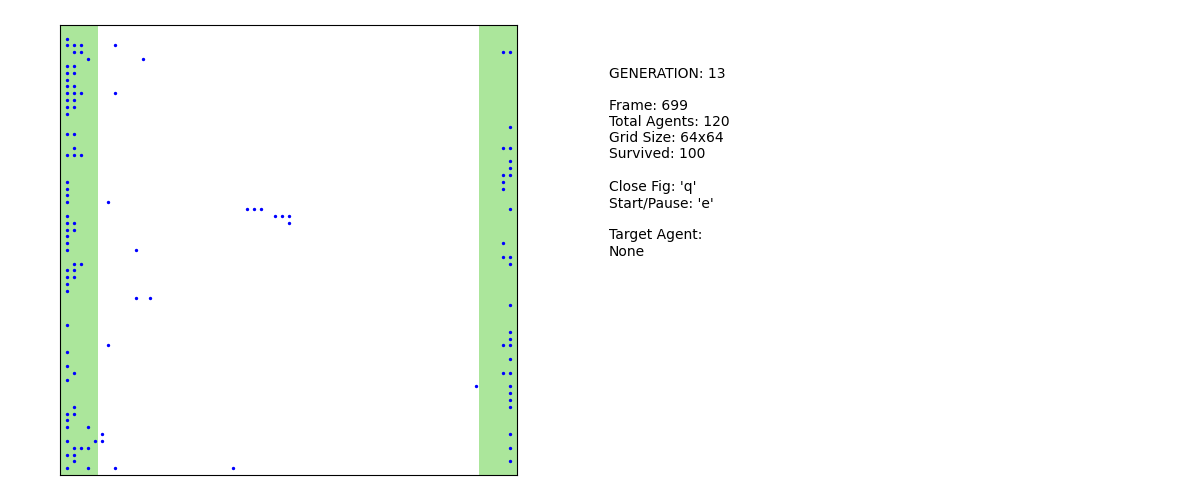 GENERATION: 13
Frame: 699
Total Agents: 120
Grid Size: 64x64
Survived: 100
Close Fig: 'q'
Start/Pause: 'e'
Target Agent:
None